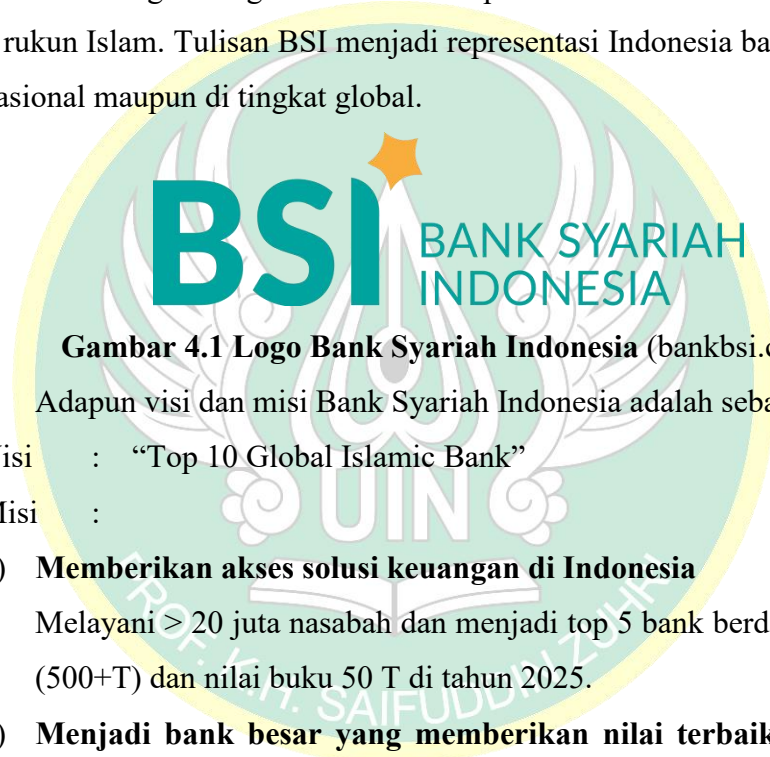 rukun Islam. Tulisan BSI menjadi representasi Indonesia ba
asional maupun di tingkat global.
BSI BANK SYARIAH
INDONESIA
Gambar 4.1 Logo Bank Syariah Indonesia (bankbsi.c
Adapun visi dan misi Bank Syariah Indonesia adalah seba
isi : “Top 10 Global Islamic Bank”
isi :
) Memberikan akses solusi keuangan di Indonesia
Melayani > 20 juta nasabah dan menjadi top 5 bank berda
(500+T) dan nilai buku 50 T di tahun 2025.
) Menjadi bank besar yang memberikan nilai terbaik
UIN
PROF. K.H. SAIFUDDIN ZUHRI